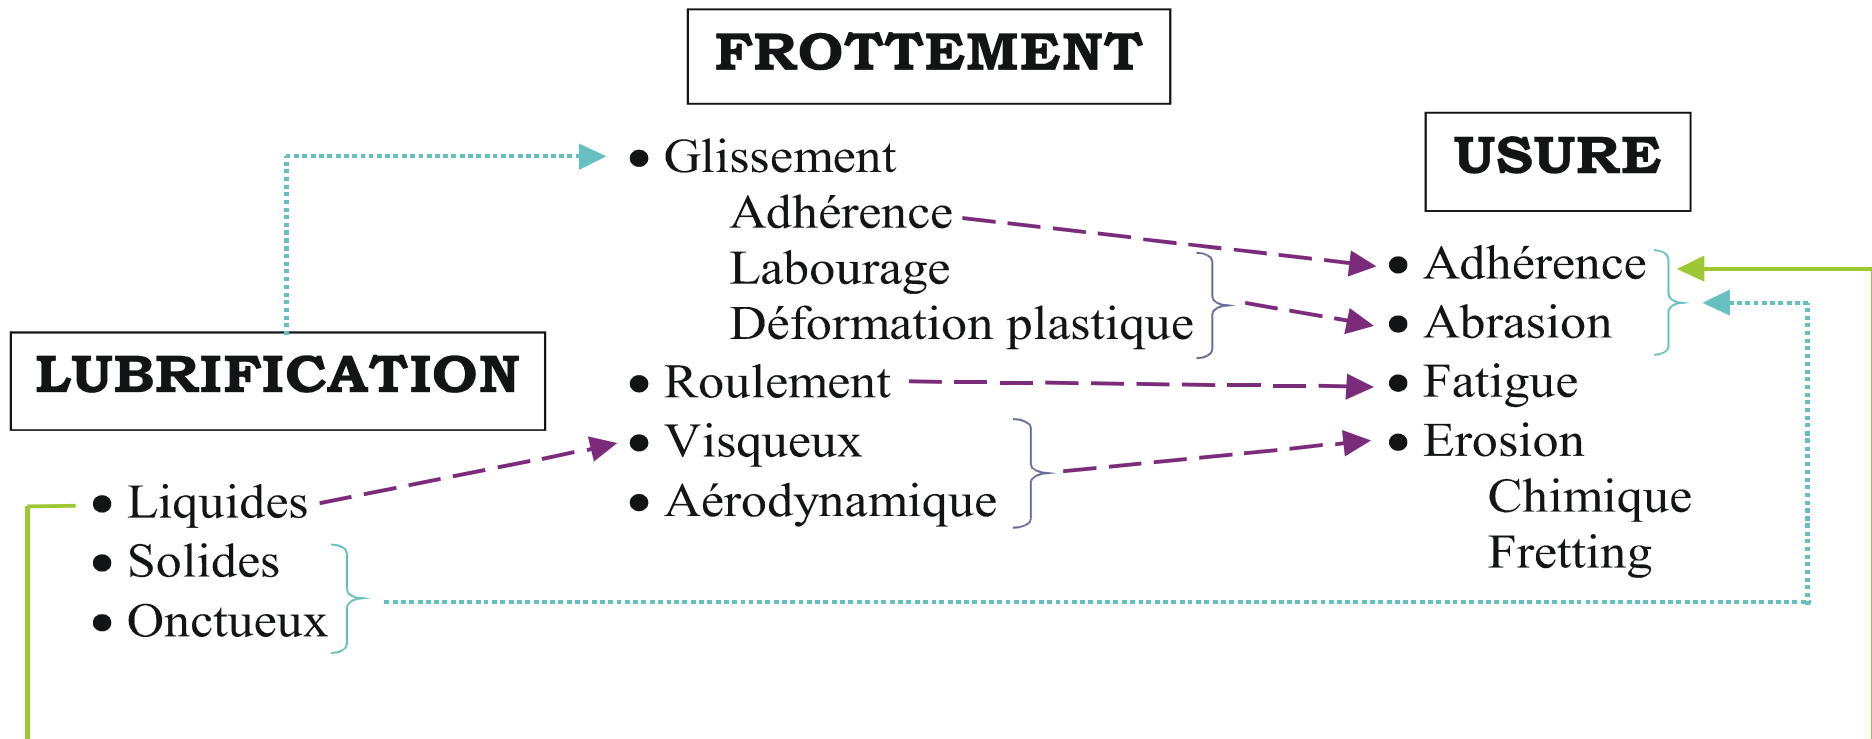 FROTTEMENT
• Glissement
Adhérence
Labourage
Déformation plastique
• Roulement
• Visqueux
• Aérodynamique
USURE
• Adhérence
• Abrasion
• Fatigue
• Erosion
Chimique
Fretting
LUBRIFICATION
• Liquides
• Solides
• Onctueux